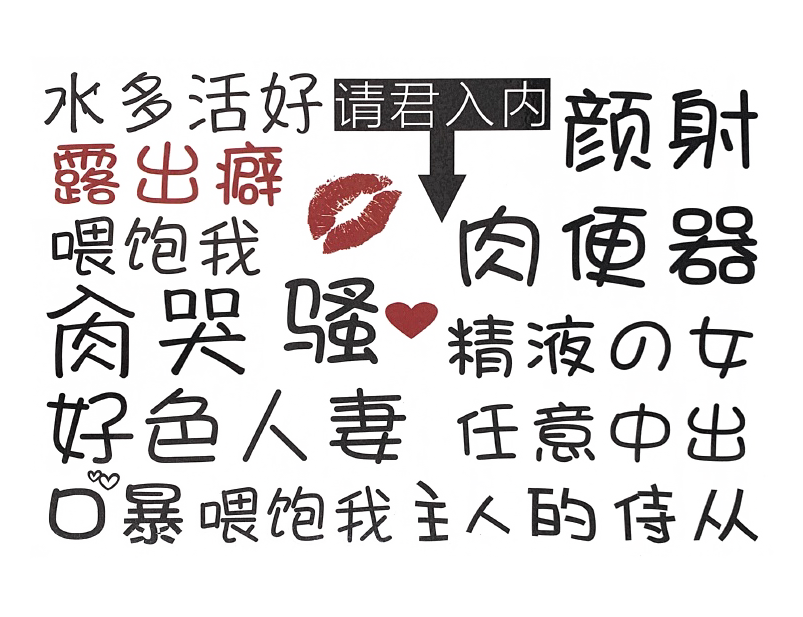 水多活好
请君入内
颜射
露出癖
喂饱我
肉便器
肏哭
骚
精液の女
好色人妻
任意中出
口暴
喂饱我
主人的侍从